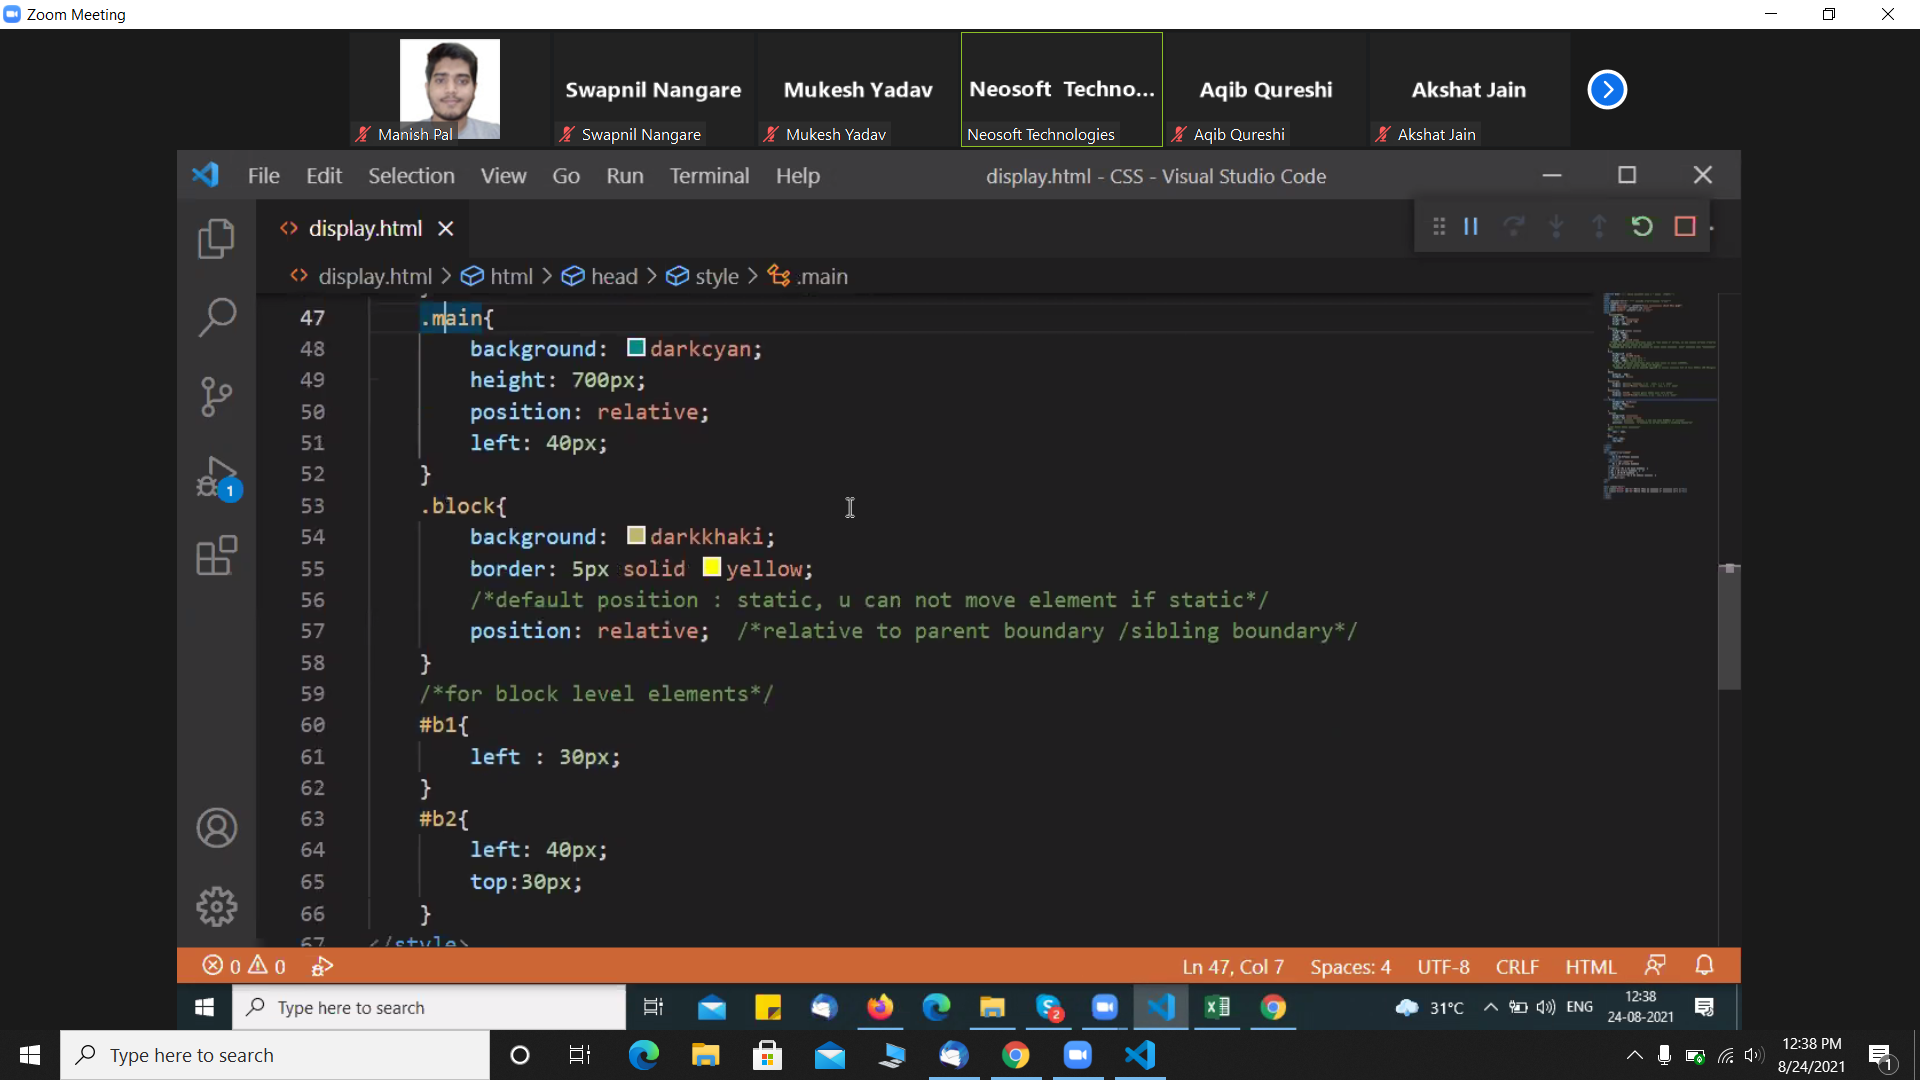 Zoom Meeting
Swapnil Nangare
Mukesh Yadav
Neosoft Techno...
Aqib Qureshi
Akshat Jain
Manish Pal
Swapnil Nangare
Mukesh Yadav
Neosoft Technologies
Aqib Qureshi
Akshat Jain
File Edit Selection View Go Run Terminal Help
display.html - CSS - Visual Studio Code
display.html
display.html > html > head > style > .main
47 .main{
48 background: darkcyan;
49 height: 700px;
50 position: relative;
51 left: 40px;
52 }
53 .block{
54 background: darkkhaki;
55 border: 5px solid yellow;
56 /*default position : static, u can not move element if static*/
57 position: relative; /*relative to parent boundary /sibling boundary*/
58 }
59 /*for block level elements*/
60 #b1{
61 left : 30px;
62 }
63 #b2{
64 left: 40px;
65 top:30px;
66 }
67 </style>
1
0 0
Ln 47, Col 7 Spaces: 4 UTF-8 CRLF HTML
Type here to search
2
31°C ENG
12:38
24-08-2021
Type here to search
12:38 PM
8/24/2021
1